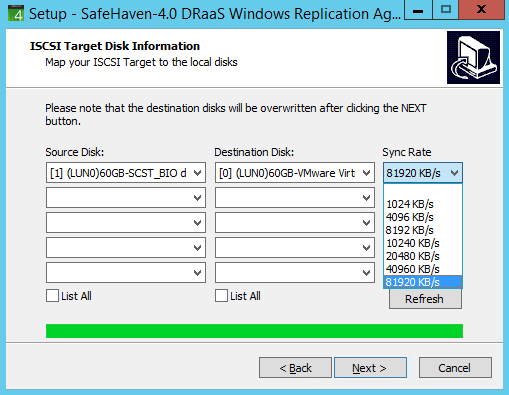 4 Setup - SafeHaven-4.0 DRaaS Windows Replication Ag...
ISCSI Target Disk Information
Map your ISCSI Target to the local disks
Please note that the destination disks will be overwritten after clicking the NEXT
button.
Source Disk: Destination Disk: Sync Rate
[1] (LUN0)60GB-SCST_BIO d [0] (LUN0)60GB-VMware Virt 81920 KB/s
1024 KB/s
4096 KB/s
8192 KB/s
10240 KB/s
20480 KB/s
40960 KB/s
81920 KB/s
List All List All Refresh
< Back Next > Cancel